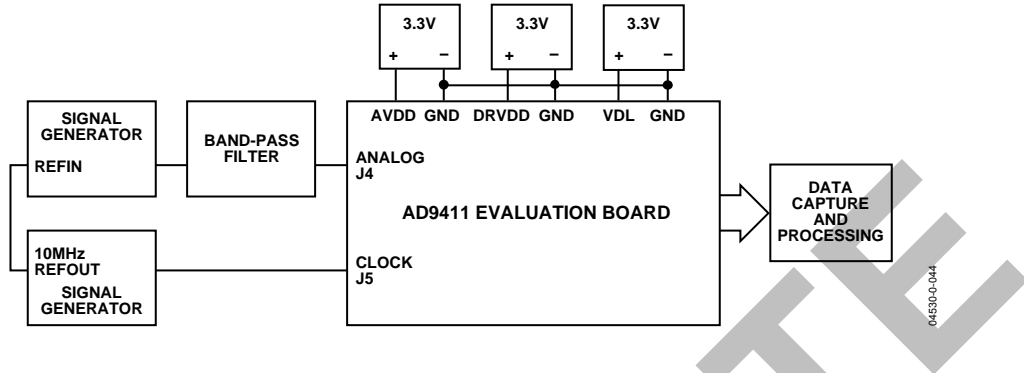 3.3V
+ –
3.3V
+ –
3.3V
+ –
AVDD GND DRVDD GND VDL GND
SIGNAL
GENERATOR
REFIN
BAND-PASS
FILTER
ANALOG
J4
AD9411 EVALUATION BOARD
DATA
CAPTURE
AND
PROCESSING
10MHz
REFOUT
SIGNAL
GENERATOR
CLOCK
J5
04530-0-044
TE